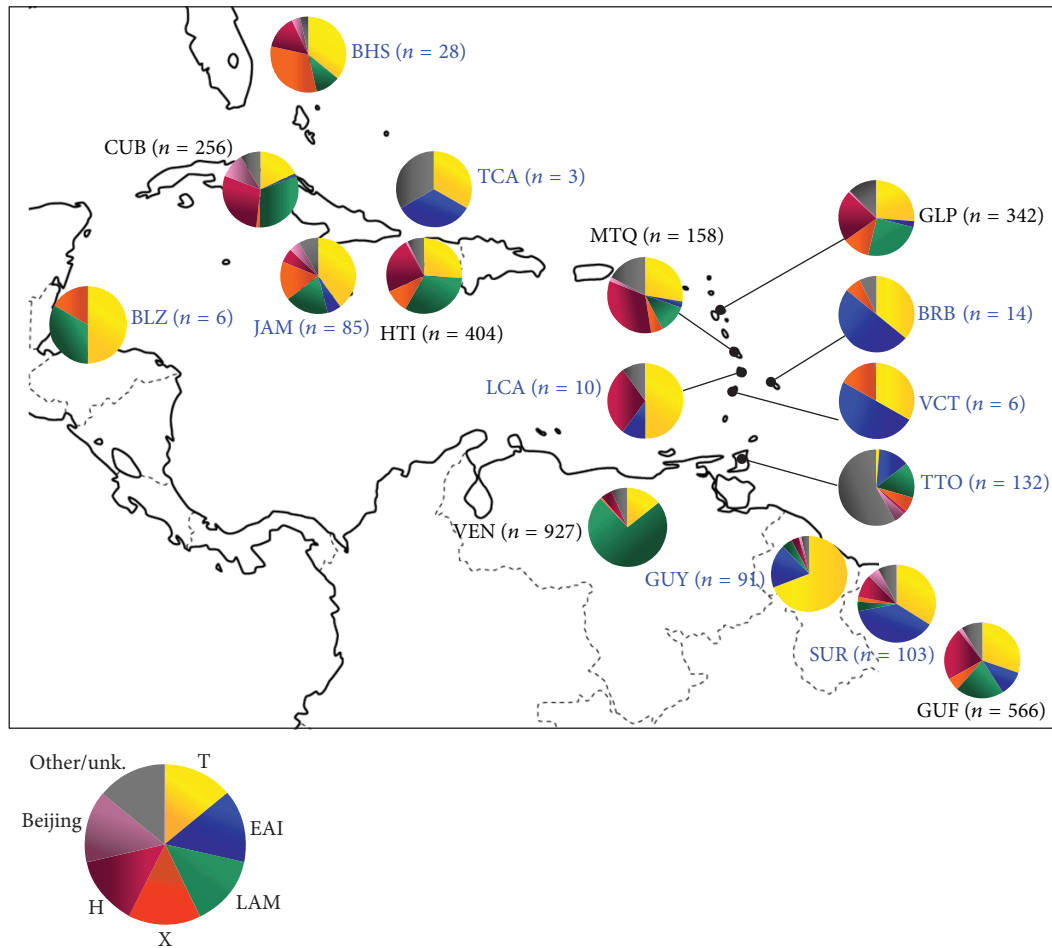 BHS (n = 28)
CUB (n = 256)
TCA (n = 3)
GLP (n = 342)
MTQ (n = 158)
BRB (n = 14)
BLZ (n = 6)
JAM (n = 85)
HTI (n = 404)
LCA (n = 10)
VCT (n = 6)
TTO (n = 132)
VEN (n = 927)
GUY (n = 91)
SUR (n = 103)
GUF (n = 566)
Other/unk.
T
Beijing
EAI
H
LAM
X